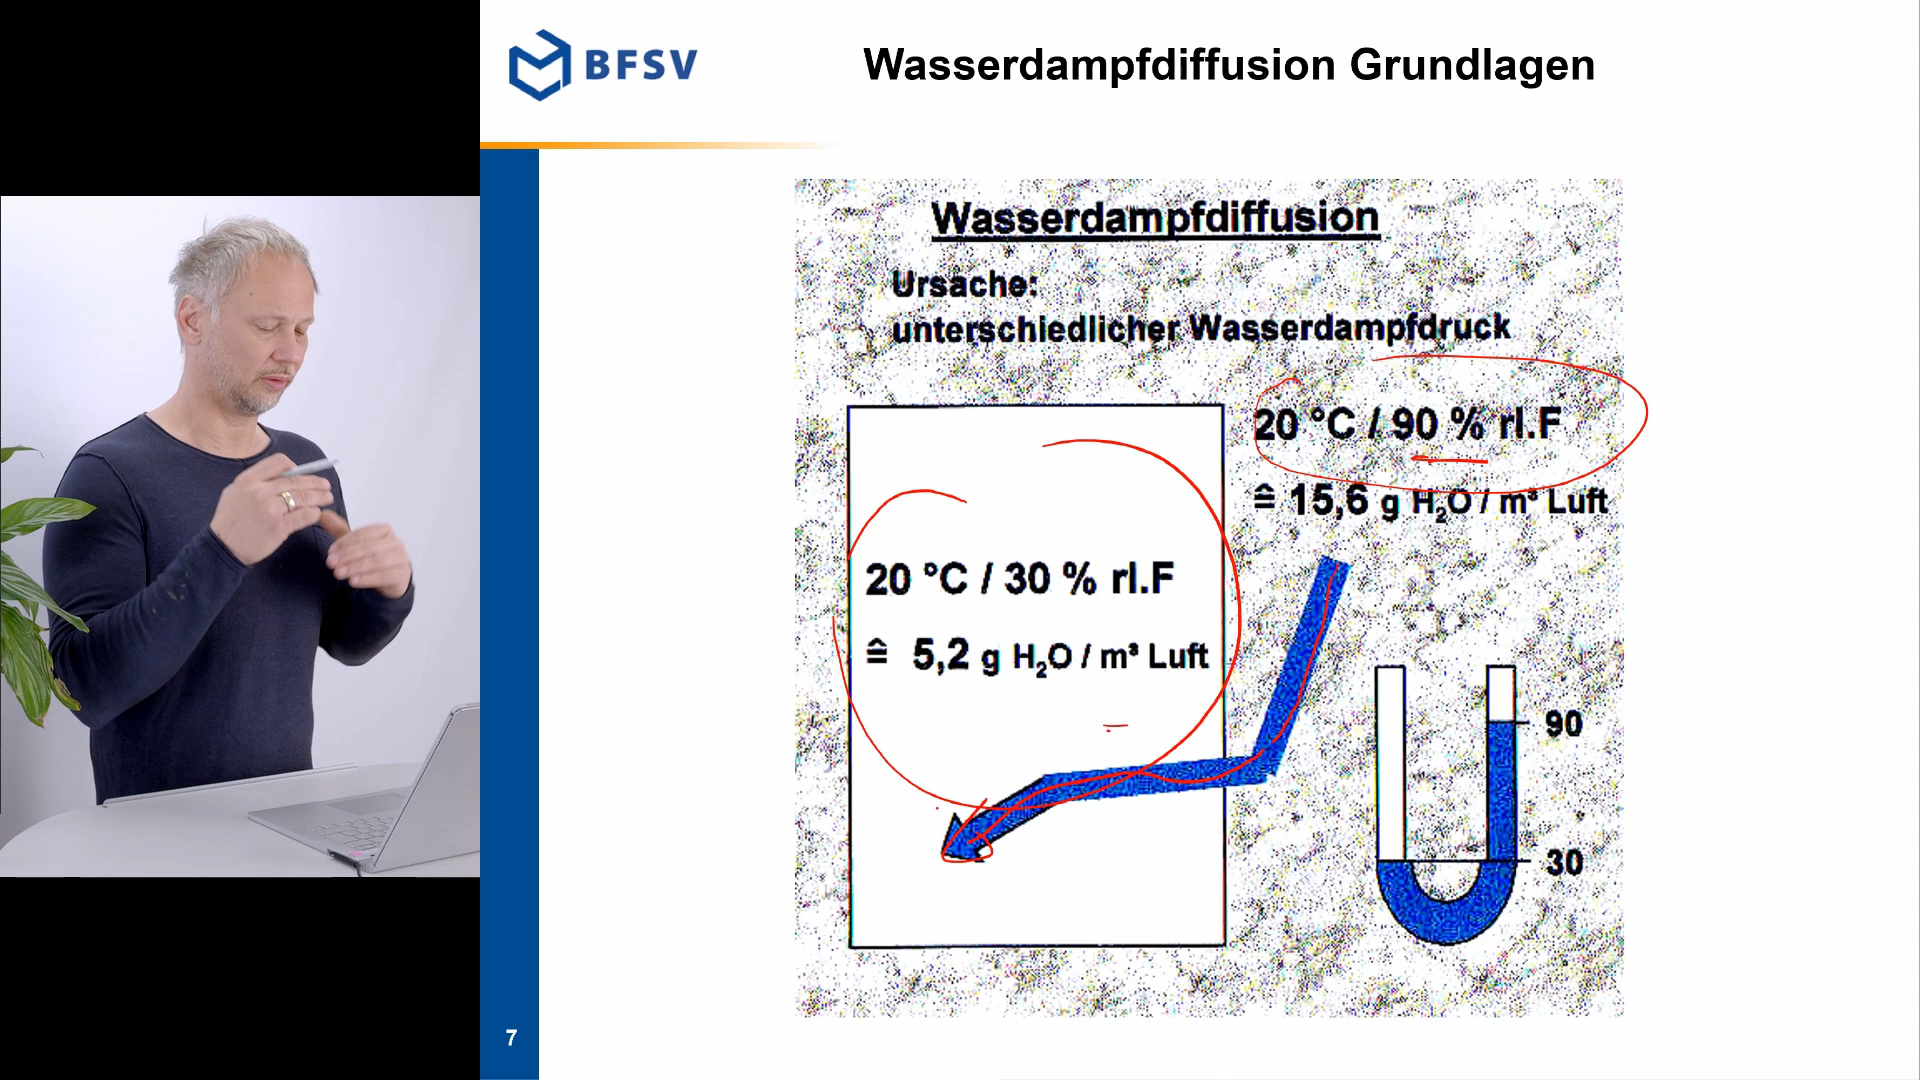 BFSV
Wasserdampfdiffusion Grundlagen
Wasserdampfdiffusion
Ursache:
unterschiedlicher Wasserdampfdruck
20 °C / 90 % rl.F
≙ 15,6 g H₂O / m³ Luft
20 °C / 30 % rl.F
≙ 5,2 g H₂O / m³ Luft
90
30
7